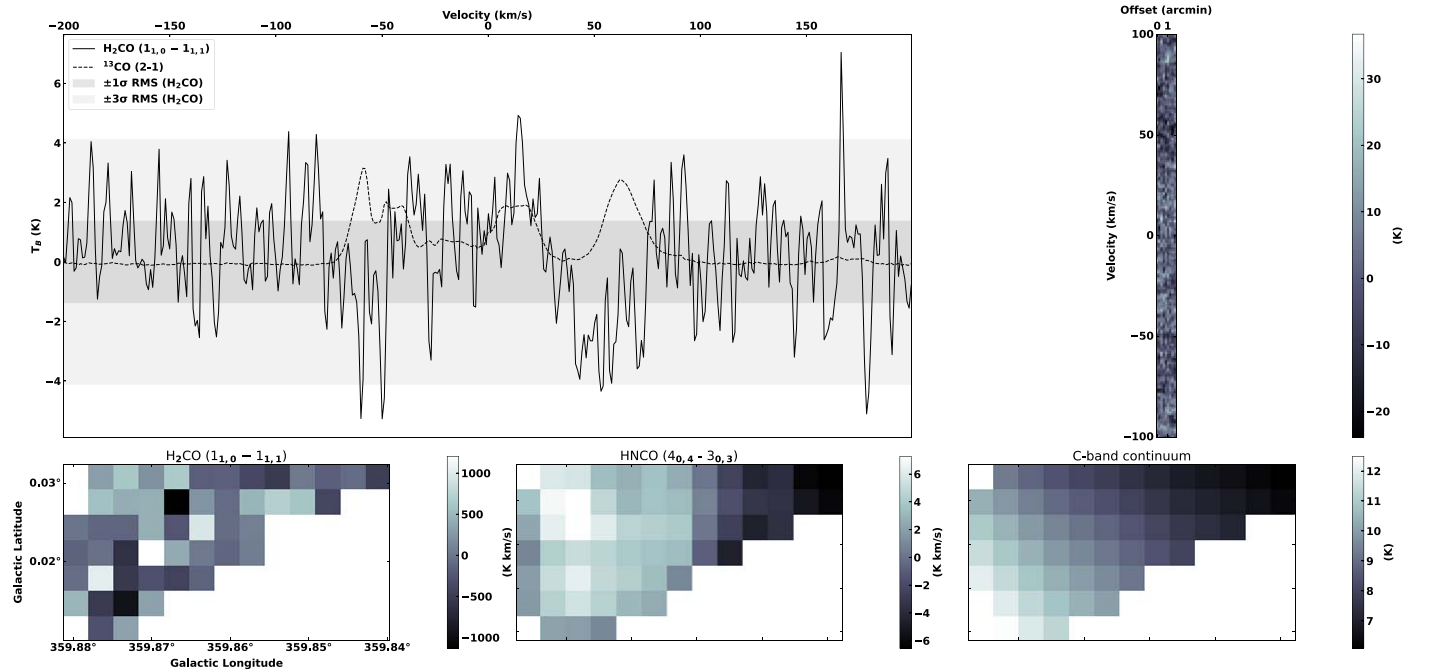 Velocity (km/s)
−200 −150 −100 −50 0 50 100 150
H₂CO (1₁,₀ − 1₁,₁)
¹³CO (2-1)
±1σ RMS (H₂CO)
±3σ RMS (H₂CO)
T_B (K)
6
4
2
0
−2
−4
Offset (arcmin)
0 1
Velocity (km/s)
100
50
0
−50
−100
30
20
10
0
−10
−20
(K)
H₂CO (1₁,₀ − 1₁,₁)
Galactic Latitude
0.03°
0.02°
359.88° 359.87° 359.86° 359.85° 359.84°
Galactic Longitude
1000
500
0
−500
−1000
(K km/s)
HNCO (4₀,₄ - 3₀,₃)
6
4
2
0
−2
−4
−6
(K km/s)
C-band continuum
12
11
10
9
8
7
(K)